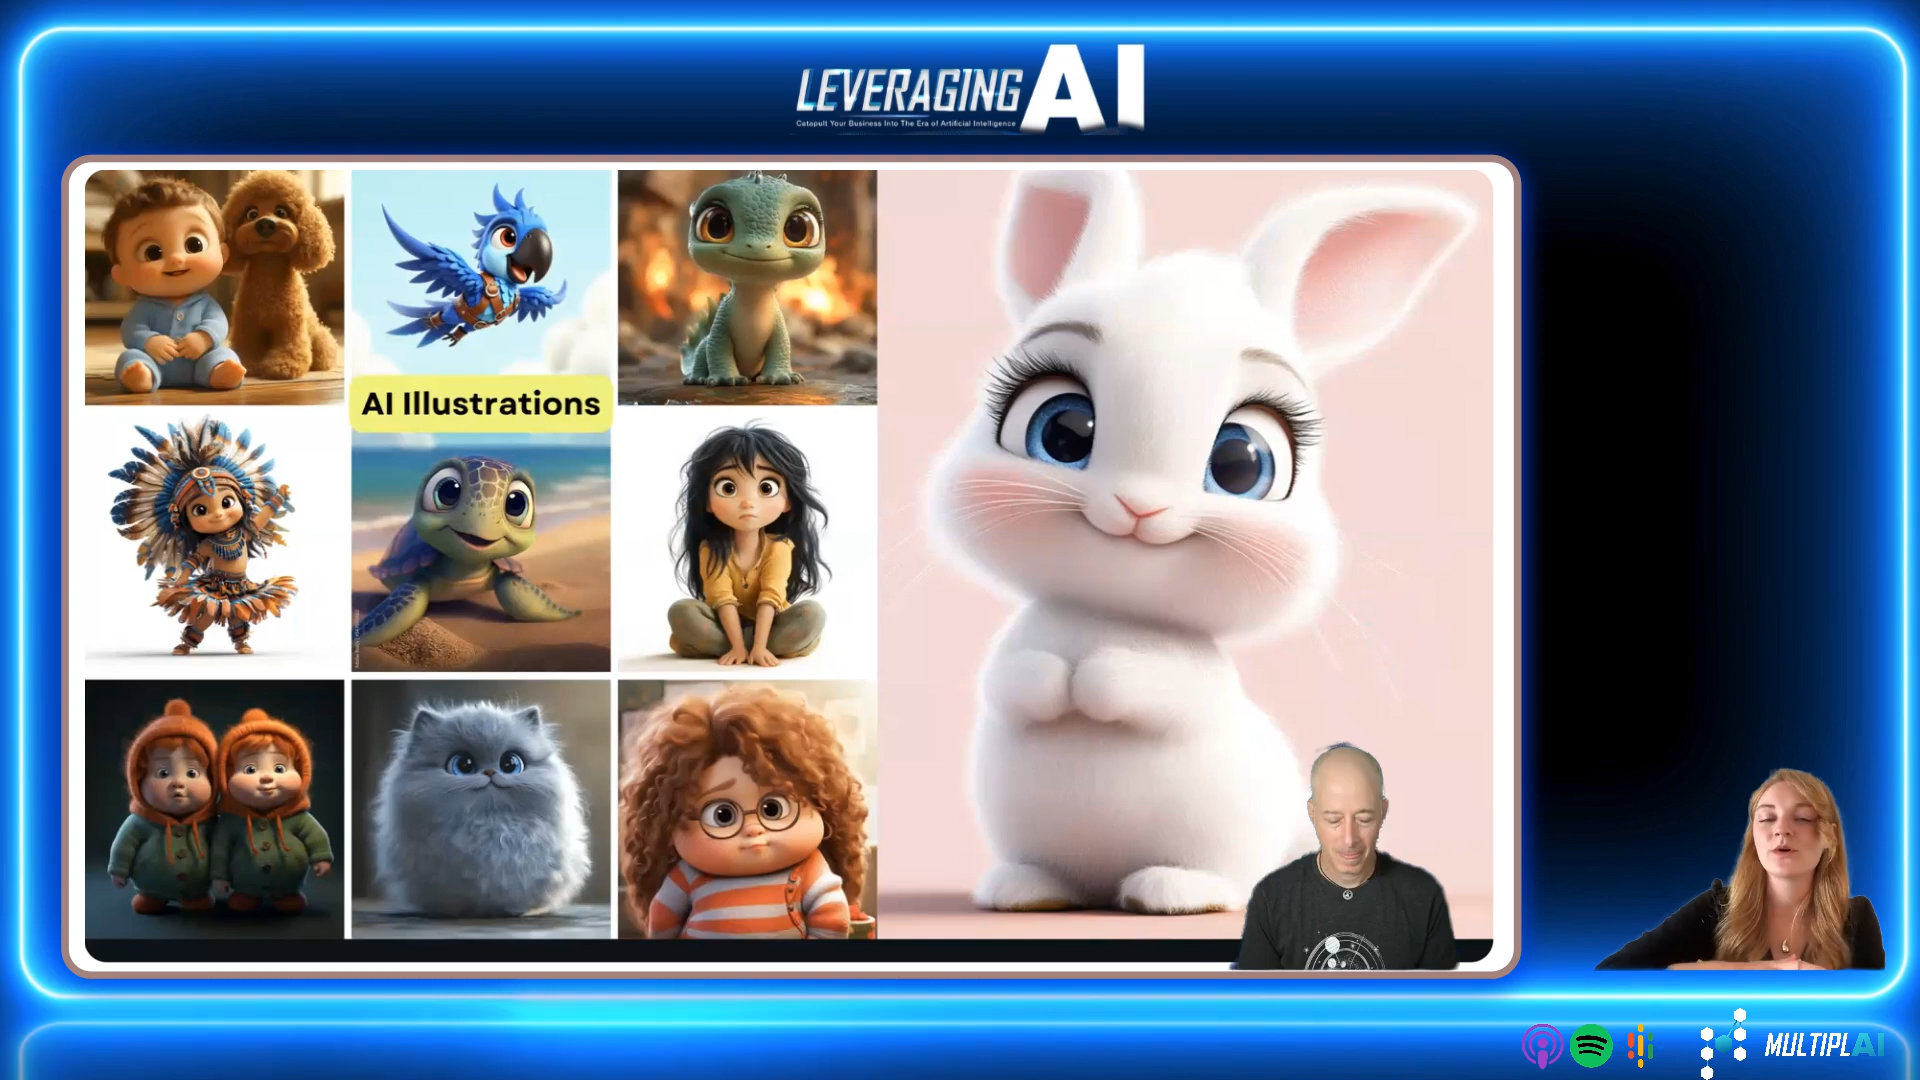 LEVERAGING AI
Catapult Your Business Into The Era of Artificial Intelligence
AI Illustrations
MULTIPLAI